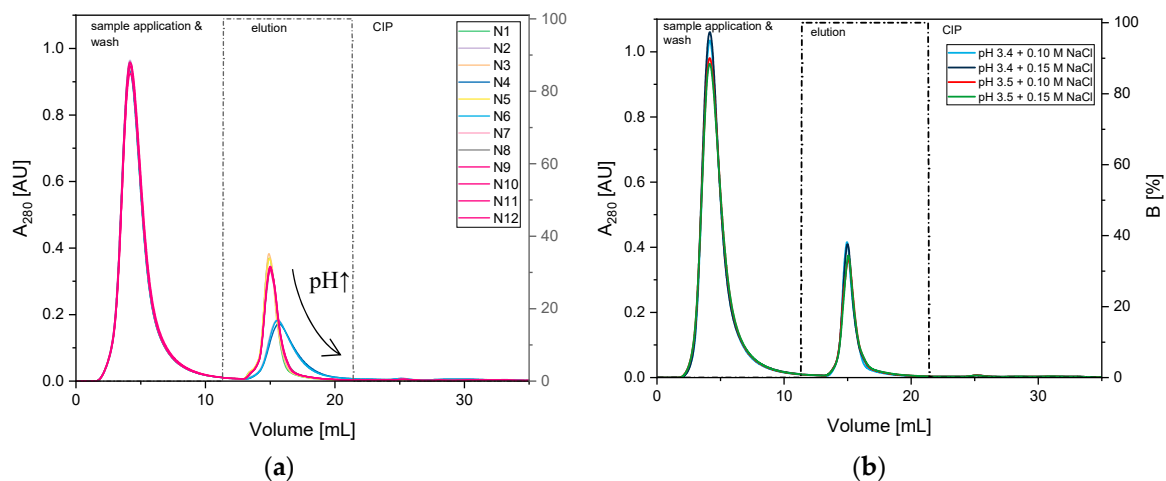 sample application &
wash
elution
CIP
N1
N2
N3
N4
N5
N6
N7
N8
N9
N10
N11
N12
pH↑
A280 [AU]
1.0
0.8
0.6
0.4
0.2
0.0
100
80
60
40
20
0
0 10 20 30
Volume [mL]
(a)
sample application &
wash
elution
CIP
pH 3.4 + 0.10 M NaCl
pH 3.4 + 0.15 M NaCl
pH 3.5 + 0.10 M NaCl
pH 3.5 + 0.15 M NaCl
A280 [AU]
1.0
0.8
0.6
0.4
0.2
0.0
100
80
60
40
20
0
B [%]
0 10 20 30
Volume [mL]
(b)